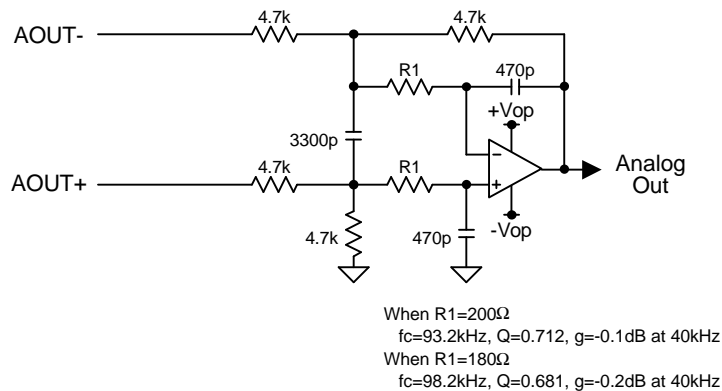 4.7k
4.7k
AOUT-
R1
470p
+Vop
3300p
4.7k
R1
Analog
Out
AOUT+
−
+
4.7k
470p
-Vop
When R1=200Ω
fc=93.2kHz, Q=0.712, g=-0.1dB at 40kHz
When R1=180Ω
fc=98.2kHz, Q=0.681, g=-0.2dB at 40kHz